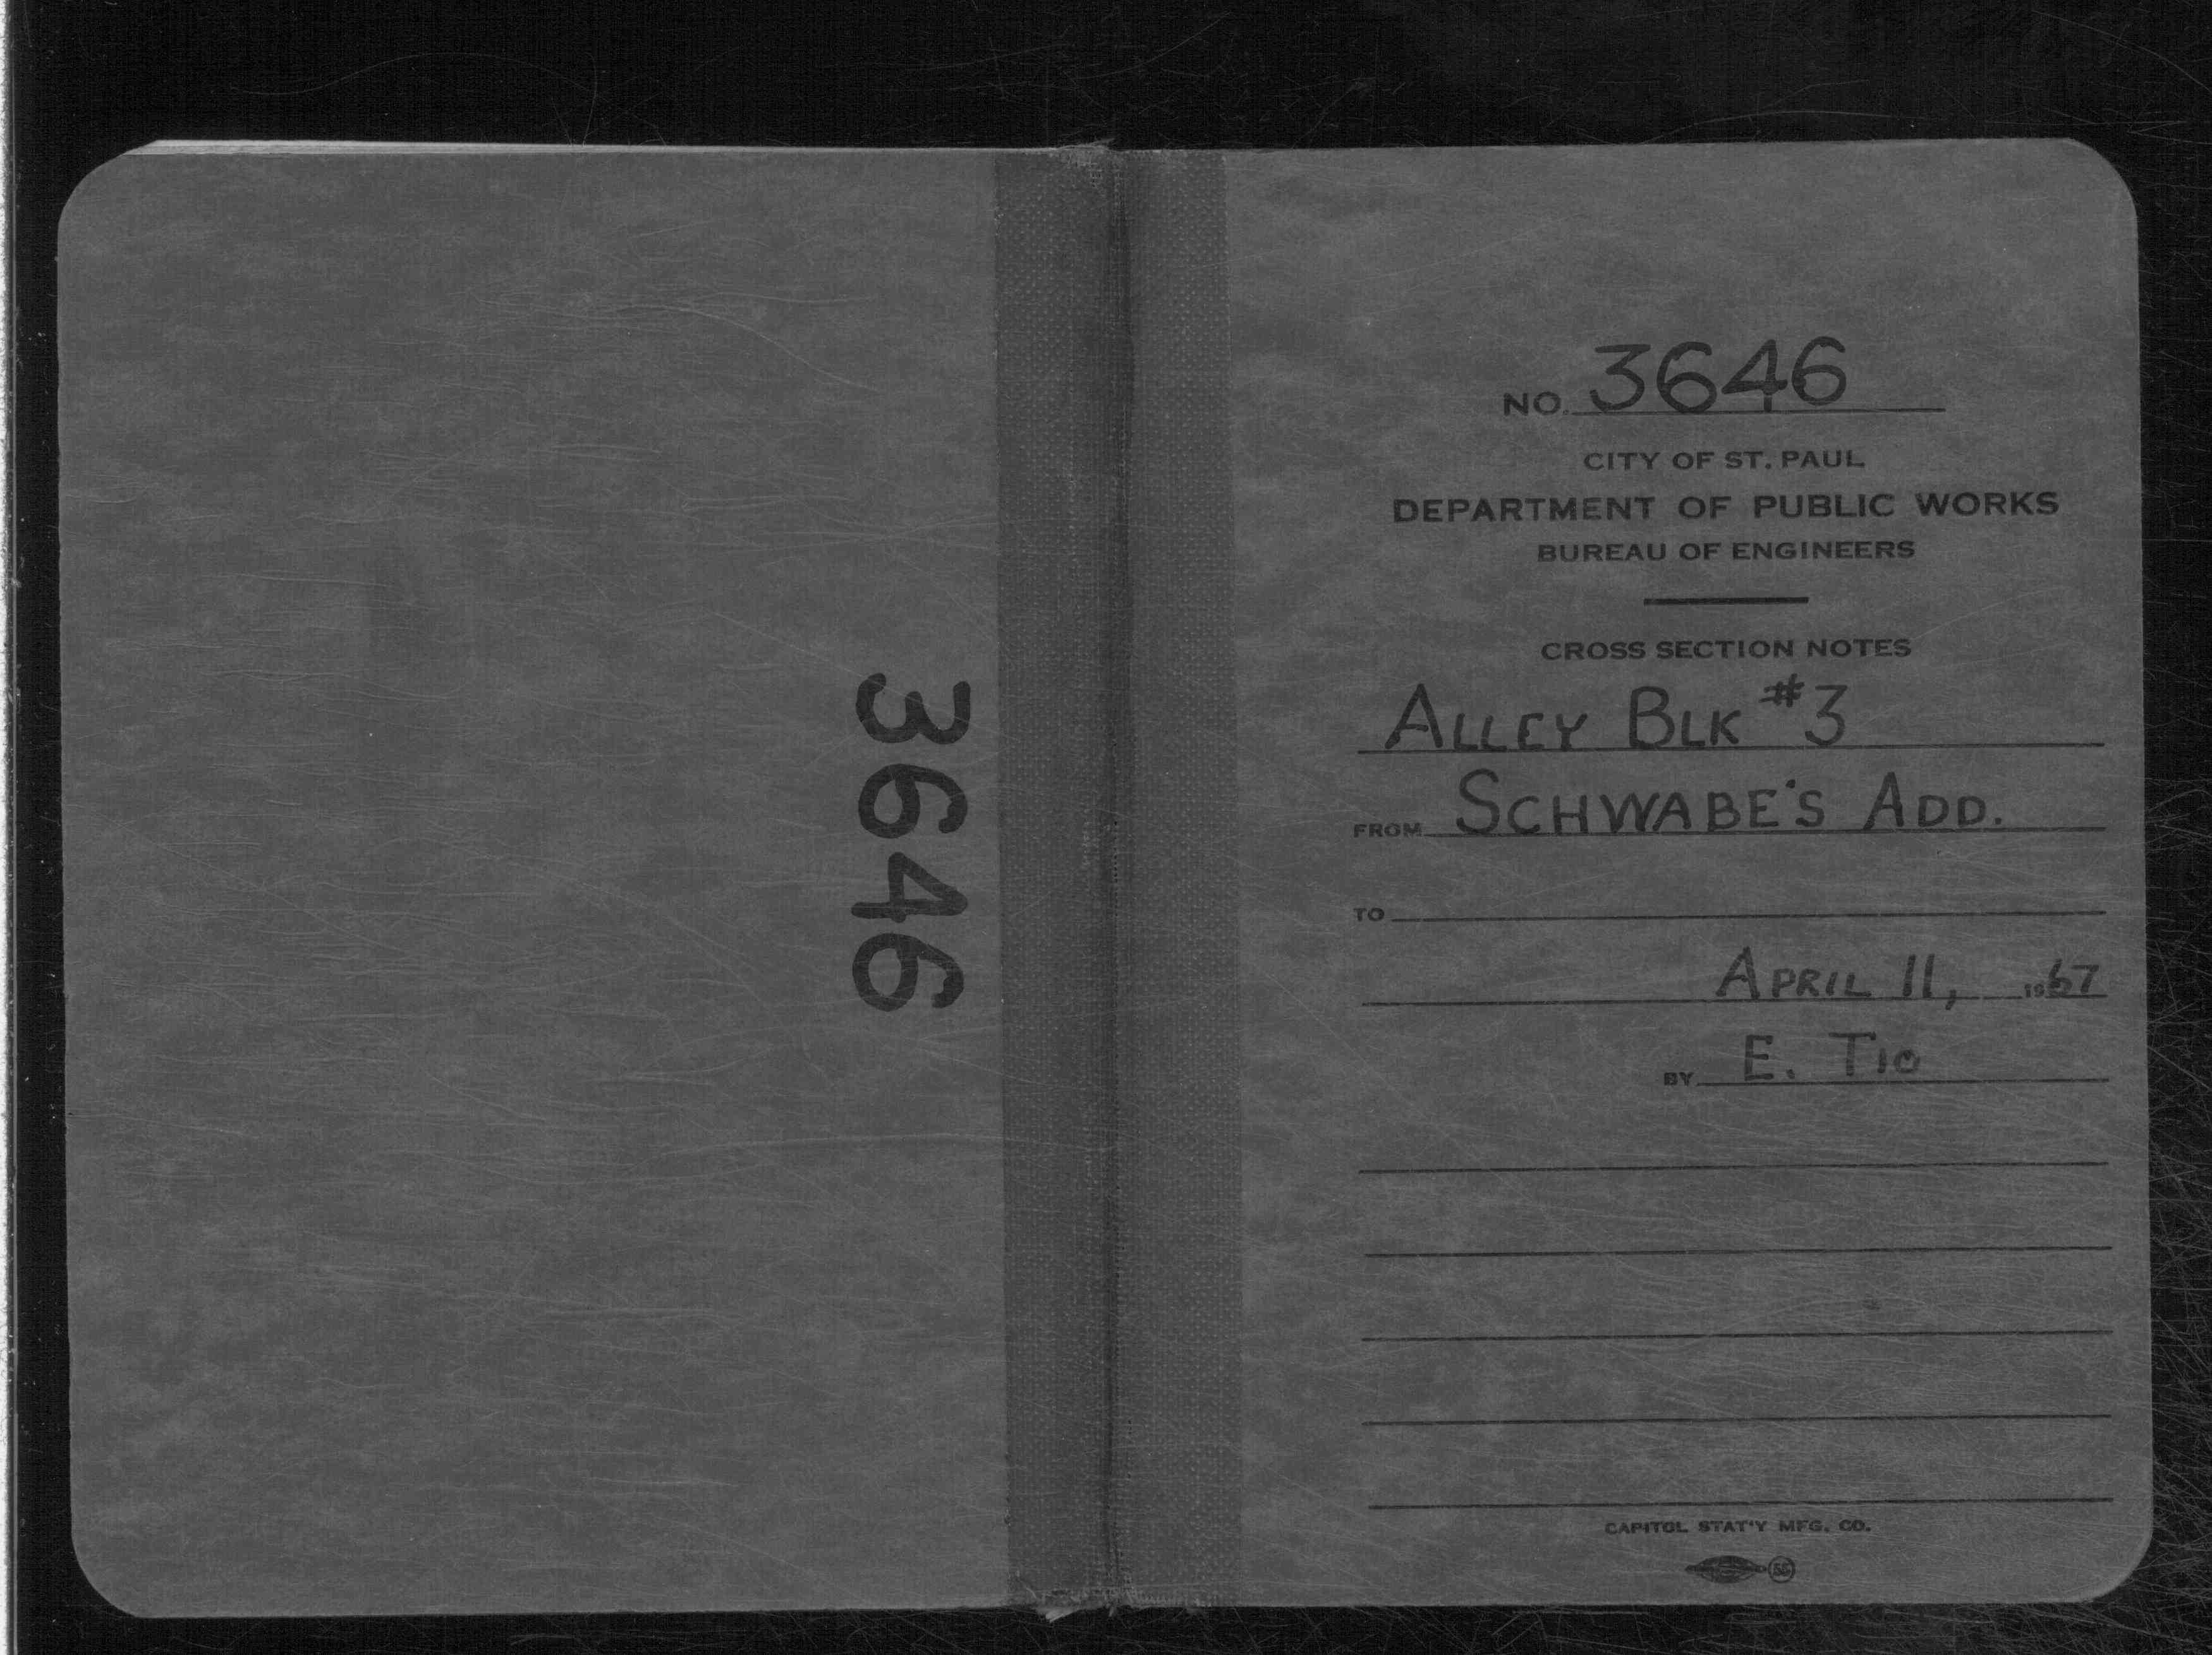 3646
NO. 3646
CITY OF ST. PAUL
DEPARTMENT OF PUBLIC WORKS
BUREAU OF ENGINEERS
CROSS SECTION NOTES
ALLEY BLK #3
FROM SCHWABE'S ADD.
TO
APRIL 11, 1967
BY E. TIO
CAPITOL STAT'Y MFG. CO.